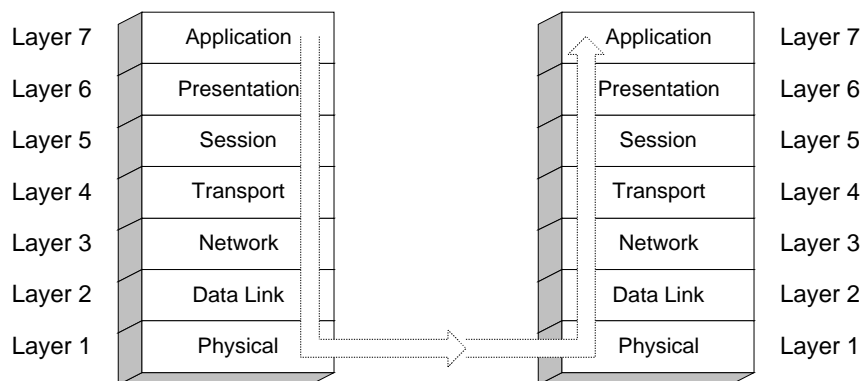 Layer 7 Application Application Layer 7
Layer 6 Presentation Presentation Layer 6
Layer 5 Session Session Layer 5
Layer 4 Transport Transport Layer 4
Layer 3 Network Network Layer 3
Layer 2 Data Link Data Link Layer 2
Layer 1 Physical Physical Layer 1